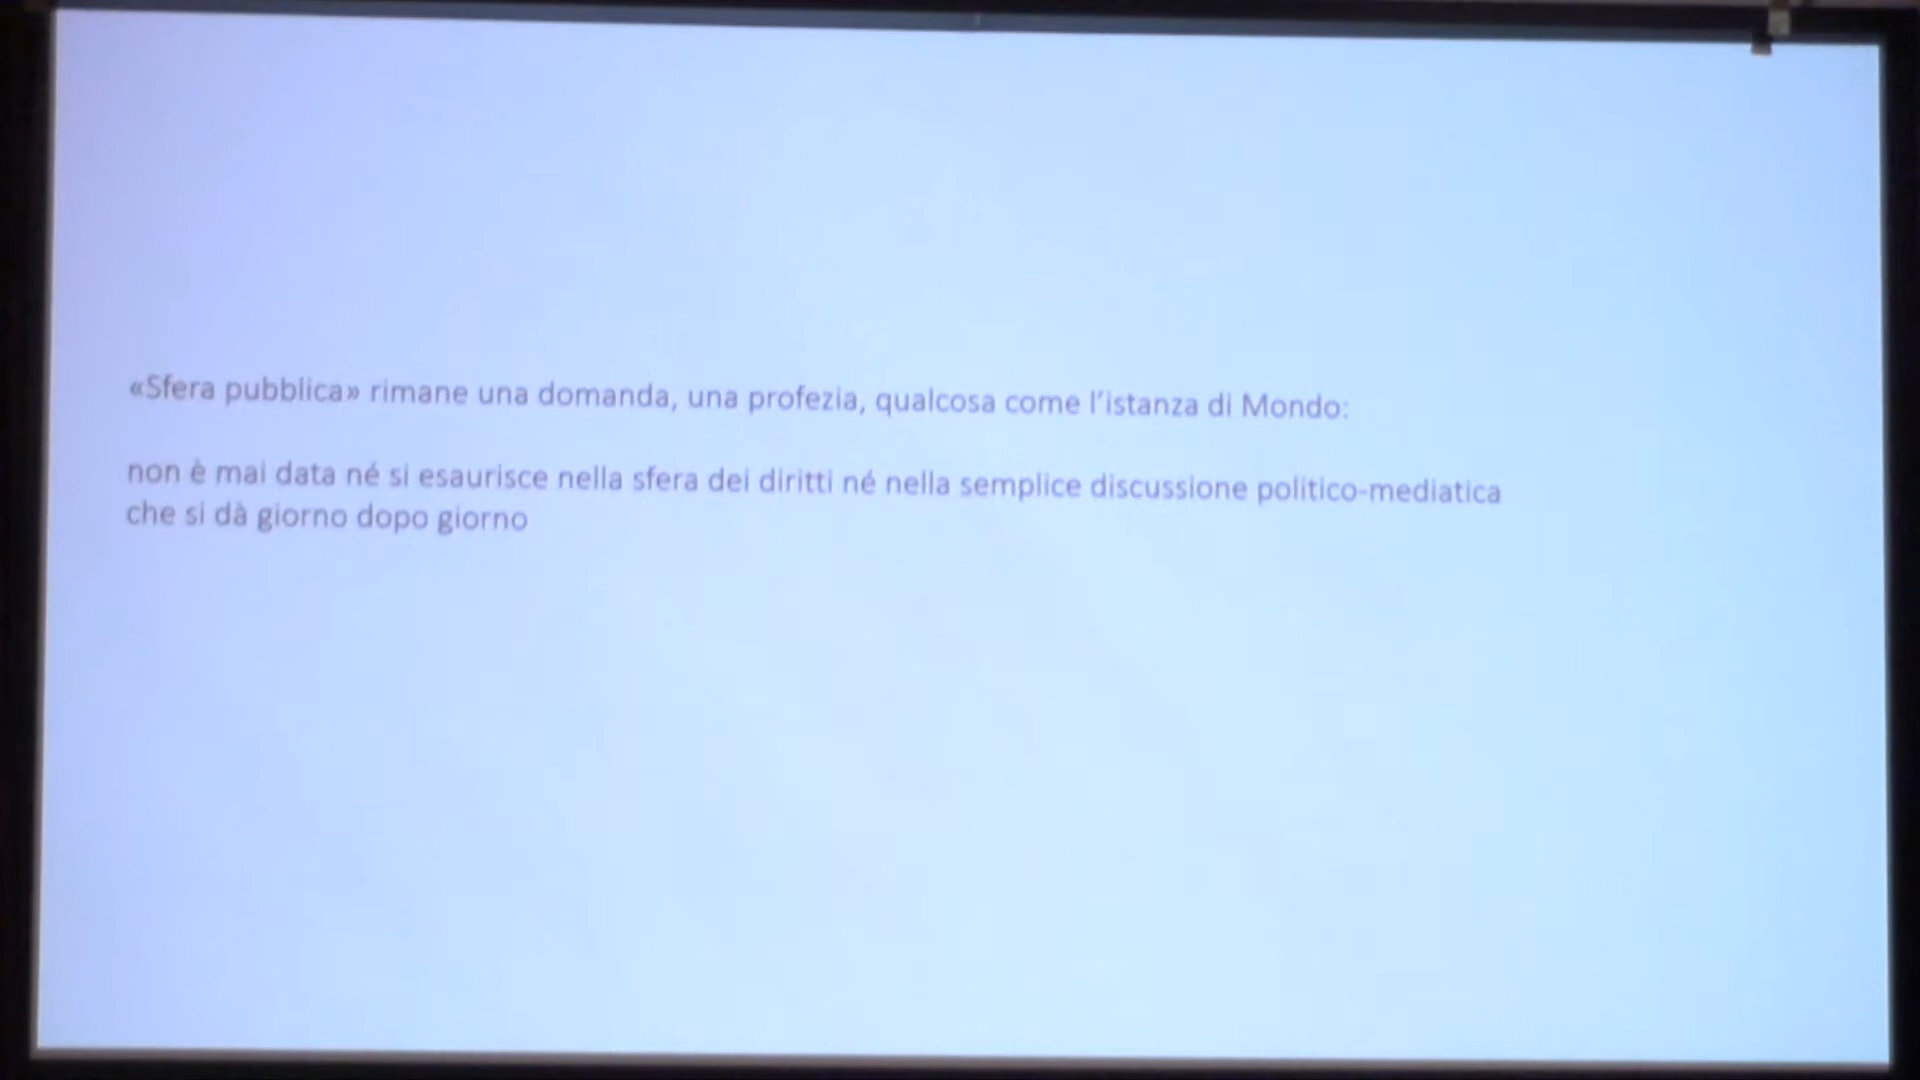 «Sfera pubblica» rimane una domanda, una profezia, qualcosa come l’istanza di Mondo:
non è mai data né si esaurisce nella sfera dei diritti né nella semplice discussione politico-mediatica
che si dà giorno dopo giorno